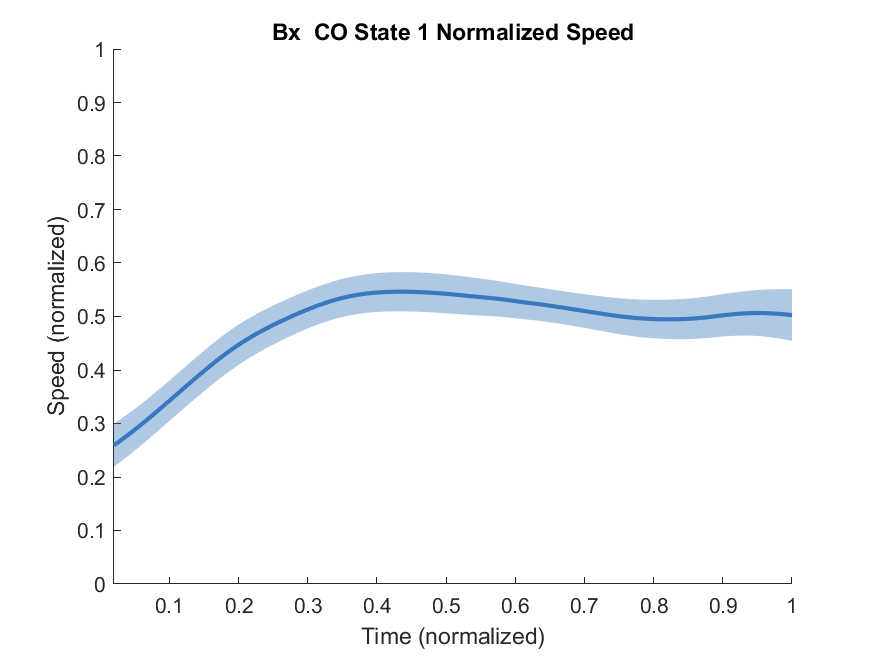 Bx  CO State 1 Normalized Speed
1
0.9
0.8
0.7
0.6
0.5
0.4
0.3
0.2
0.1
0
Speed (normalized)
0.1 0.2 0.3 0.4 0.5 0.6 0.7 0.8 0.9 1
Time (normalized)